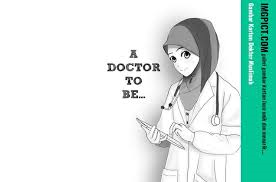 A
DOCTOR
TO
BE...
IMGPICT.COM
Gambar Kartun Dokter Muslimah